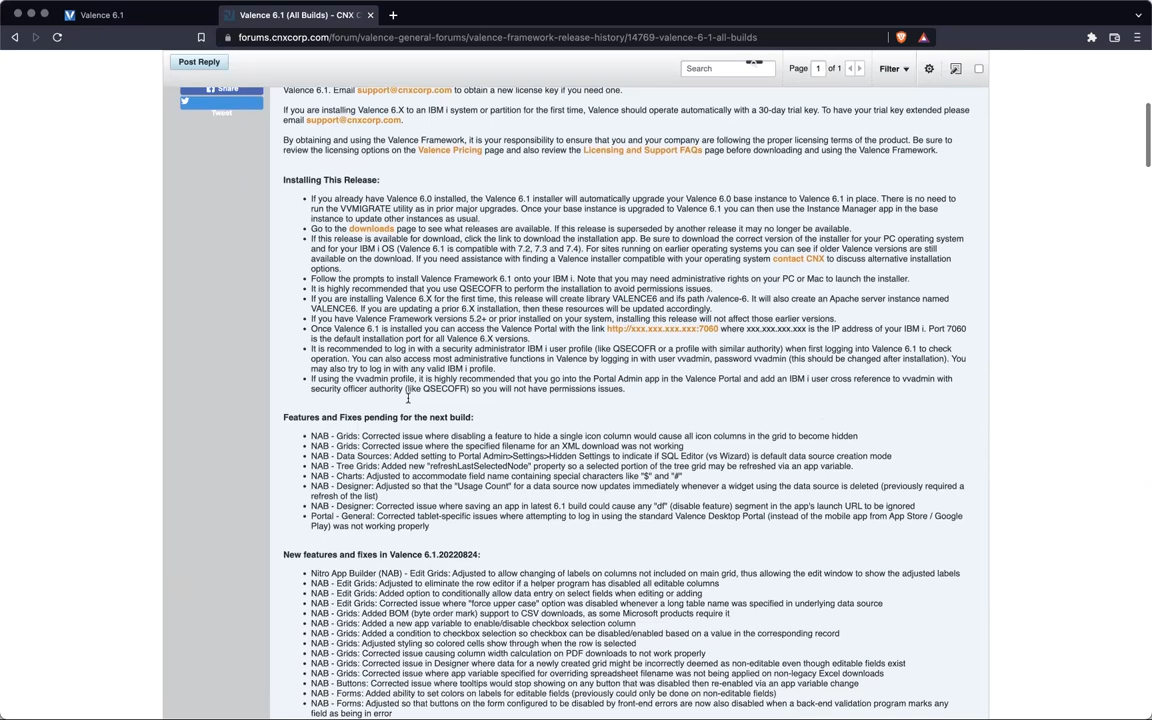 Valence 6.1
Valence 6.1 (All Builds) - CNX C
forums.cnxcorp.com/forum/valence-general-forums/valence-framework-release-history/14769-valence-6-1-all-builds
Post Reply
Search
Page 1 of 1
Filter
Share
Tweet
Valence 6.1. Email support@cnxcorp.com to obtain a new license key if you need one.
If you are installing Valence 6.X to an IBM i system or partition for the first time, Valence should operate automatically with a 30-day trial key. To have your trial key extended please
email support@cnxcorp.com.
By obtaining and using the Valence Framework, it is your responsibility to ensure that you and your company are following the proper licensing terms of the product. Be sure to
review the licensing options on the Valence Pricing page and also review the Licensing and Support FAQs page before downloading and using the Valence Framework.
Installing This Release:
• If you already have Valence 6.0 installed, the Valence 6.1 installer will automatically upgrade your Valence 6.0 base instance to Valence 6.1 in place. There is no need to
run the VVMIGRATE utility as in prior major upgrades. Once your base instance is upgraded to Valence 6.1 you can then use the Instance Manager app in the base
instance to update other instances as usual.
• Go to the downloads page to see what releases are available. If this release is superseded by another release it may no longer be available.
• If this release is available for download, click the link to download the installation app. Be sure to download the correct version of the installer for your PC operating system
and for your IBM i OS (Valence 6.1 is compatible with 7.2, 7.3 and 7.4). For sites running on earlier operating systems you can see if older Valence versions are still
available on the download. If you need assistance with finding a Valence installer compatible with your operating system contact CNX to discuss alternative installation
options.
• Follow the prompts to install Valence Framework 6.1 onto your IBM i. Note that you may need administrative rights on your PC or Mac to launch the installer.
• It is highly recommended that you use QSECOFR to perform the installation to avoid permissions issues.
• If you are installing Valence 6.X for the first time, this release will create library VALENCE6 and ifs path /valence-6. It will also create an Apache server instance named
VALENCE6. If you are updating a prior 6.X installation, then these resources will be updated accordingly.
• If you have Valence Framework versions 5.2+ or prior installed on your system, installing this release will not affect those earlier versions.
• Once Valence 6.1 is installed you can access the Valence Portal with the link http://xxx.xxx.xxx.xxx:7060 where xxx.xxx.xxx.xxx is the IP address of your IBM i. Port 7060
is the default installation port for all Valence 6.X versions.
• It is recommended to log in with a security administrator IBM i user profile (like QSECOFR or a profile with similar authority) when first logging into Valence 6.1 to check
operation. You can also access most administrative functions in Valence by logging in with user vvadmin, password vvadmin (this should be changed after installation). You
may also try to log in with any valid IBM i profile.
• If using the vvadmin profile, it is highly recommended that you go into the Portal Admin app in the Valence Portal and add an IBM i user cross reference to vvadmin with
security officer authority (like QSECOFR) so you will not have permissions issues.
Features and Fixes pending for the next build:
• NAB - Grids: Corrected issue where disabling a feature to hide a single icon column would cause all icon columns in the grid to become hidden
• NAB - Grids: Corrected issue where the specified filename for an XML download was not working
• NAB - Data Sources: Added setting to Portal Admin>Settings>Hidden Settings to indicate if SQL Editor (vs Wizard) is default data source creation mode
• NAB - Tree Grids: Added new "refreshLastSelectedNode" property so a selected portion of the tree grid may be refreshed via an app variable.
• NAB - Charts: Adjusted to accommodate field name containing special characters like "$" and "#"
• NAB - Designer: Adjusted so that the "Usage Count" for a data source now updates immediately whenever a widget using the data source is deleted (previously required a
refresh of the list)
• NAB - Designer: Corrected issue where saving an app in latest 6.1 build could cause any "df" (disable feature) segment in the app's launch URL to be ignored
• Portal - General: Corrected tablet-specific issues where attempting to log in using the standard Valence Desktop Portal (instead of the mobile app from App Store / Google
Play) was not working properly
New features and fixes in Valence 6.1.20220824:
• Nitro App Builder (NAB) - Edit Grids: Adjusted to allow changing of labels on columns not included on main grid, thus allowing the edit window to show the adjusted labels
• NAB - Edit Grids: Adjusted to eliminate the row editor if a helper program has disabled all editable columns
• NAB - Edit Grids: Added option to conditionally allow data entry on select fields when editing or adding
• NAB - Edit Grids: Corrected issue where "force upper case" option was disabled whenever a long table name was specified in underlying data source
• NAB - Grids: Added BOM (byte order mark) support to CSV downloads, as some Microsoft products require it
• NAB - Grids: Added a new app variable to enable/disable checkbox selection column
• NAB - Grids: Added a condition to checkbox selection so checkbox can be disabled/enabled based on a value in the corresponding record
• NAB - Grids: Adjusted styling so colored cells show through when the row is selected
• NAB - Grids: Corrected issue causing column width calculation on PDF downloads to not work properly
• NAB - Grids: Corrected issue in Designer where data for a newly created grid might be incorrectly deemed as non-editable even though editable fields exist
• NAB - Grids: Corrected issue where app variable specified for overriding spreadsheet filename was not being applied on non-legacy Excel downloads
• NAB - Buttons: Corrected issue where tooltips would stop showing on any button that was disabled then re-enabled via an app variable change
• NAB - Forms: Added ability to set colors on labels for editable fields (previously could only be done on non-editable fields)
• NAB - Forms: Adjusted so that buttons on the form configured to be disabled by front-end errors are now also disabled when a back-end validation program marks any
field as being in error